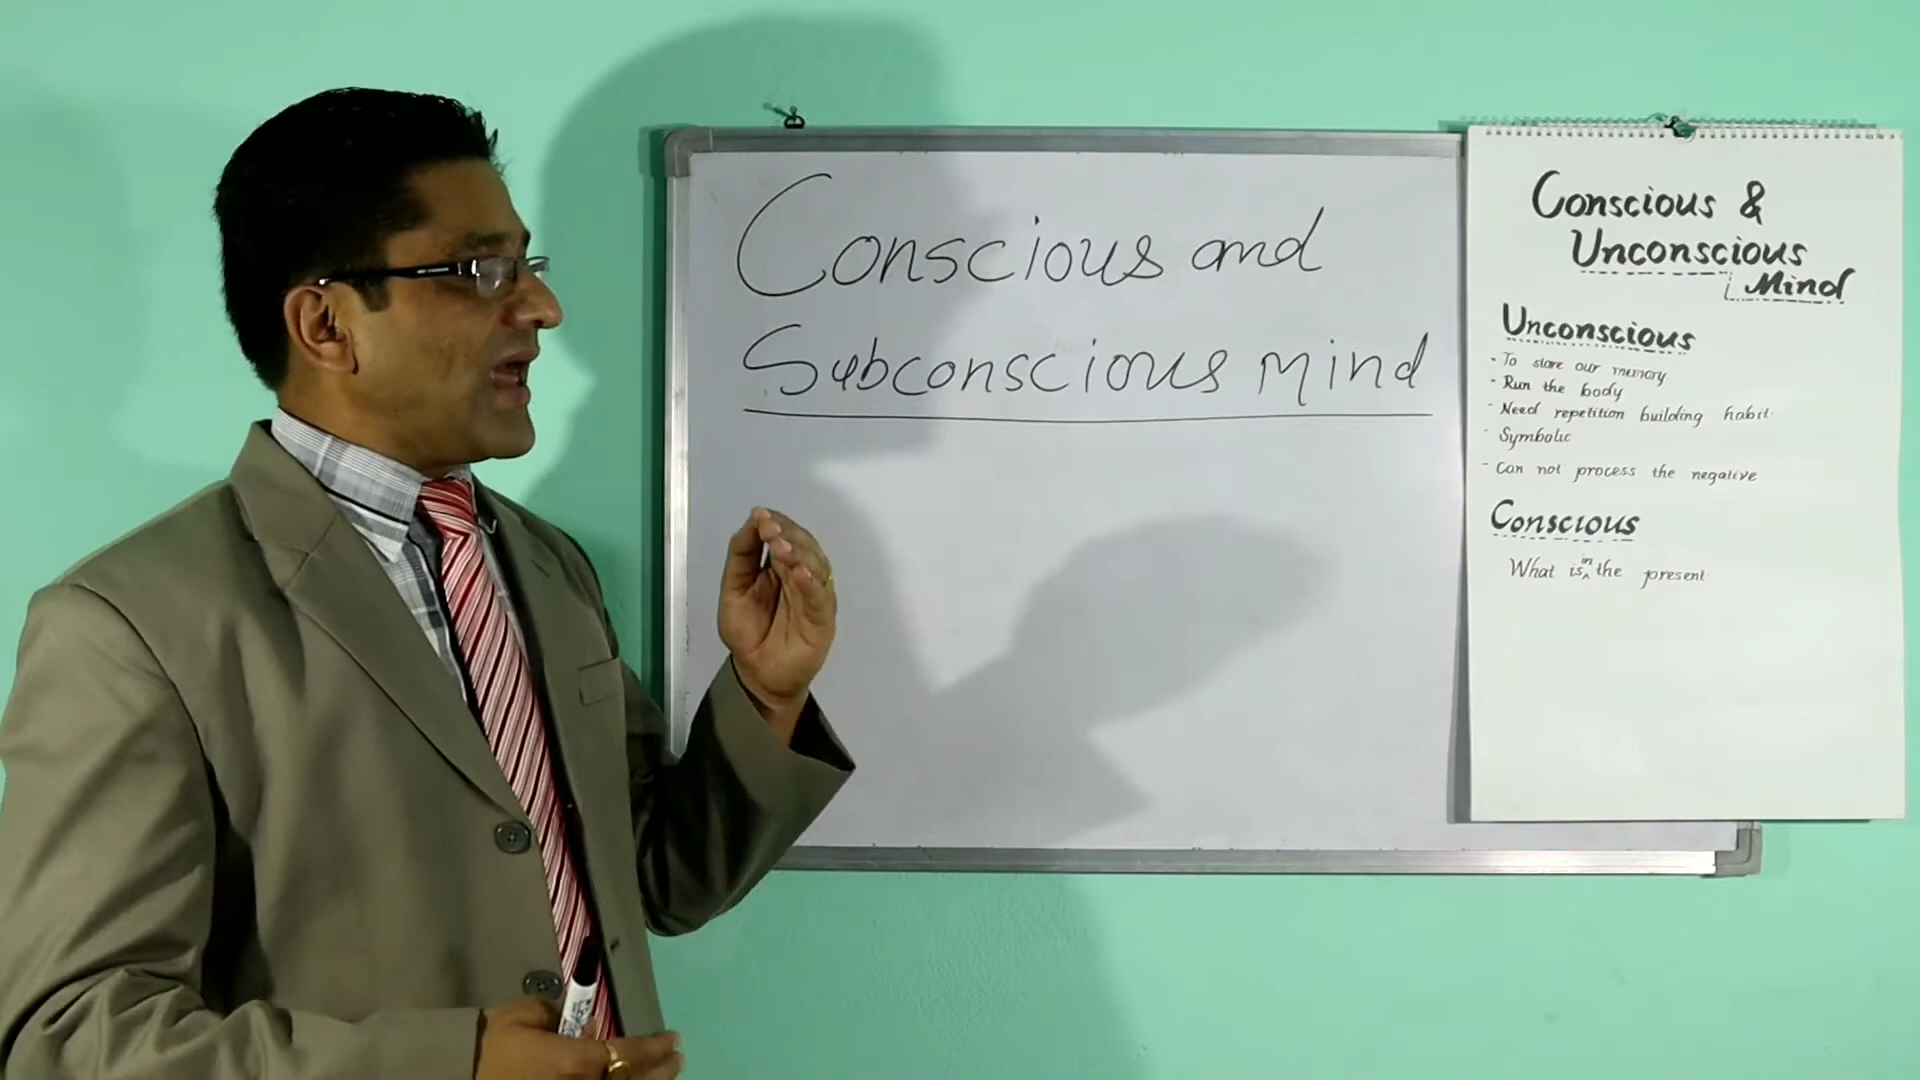 Conscious and
Subconscious mind
Conscious &
Unconscious
Mind
Unconscious
- To store our memory
- Run the body
- Need repetition building habit.
- Symbolic
- Can not process the negative
Conscious
What is in the present